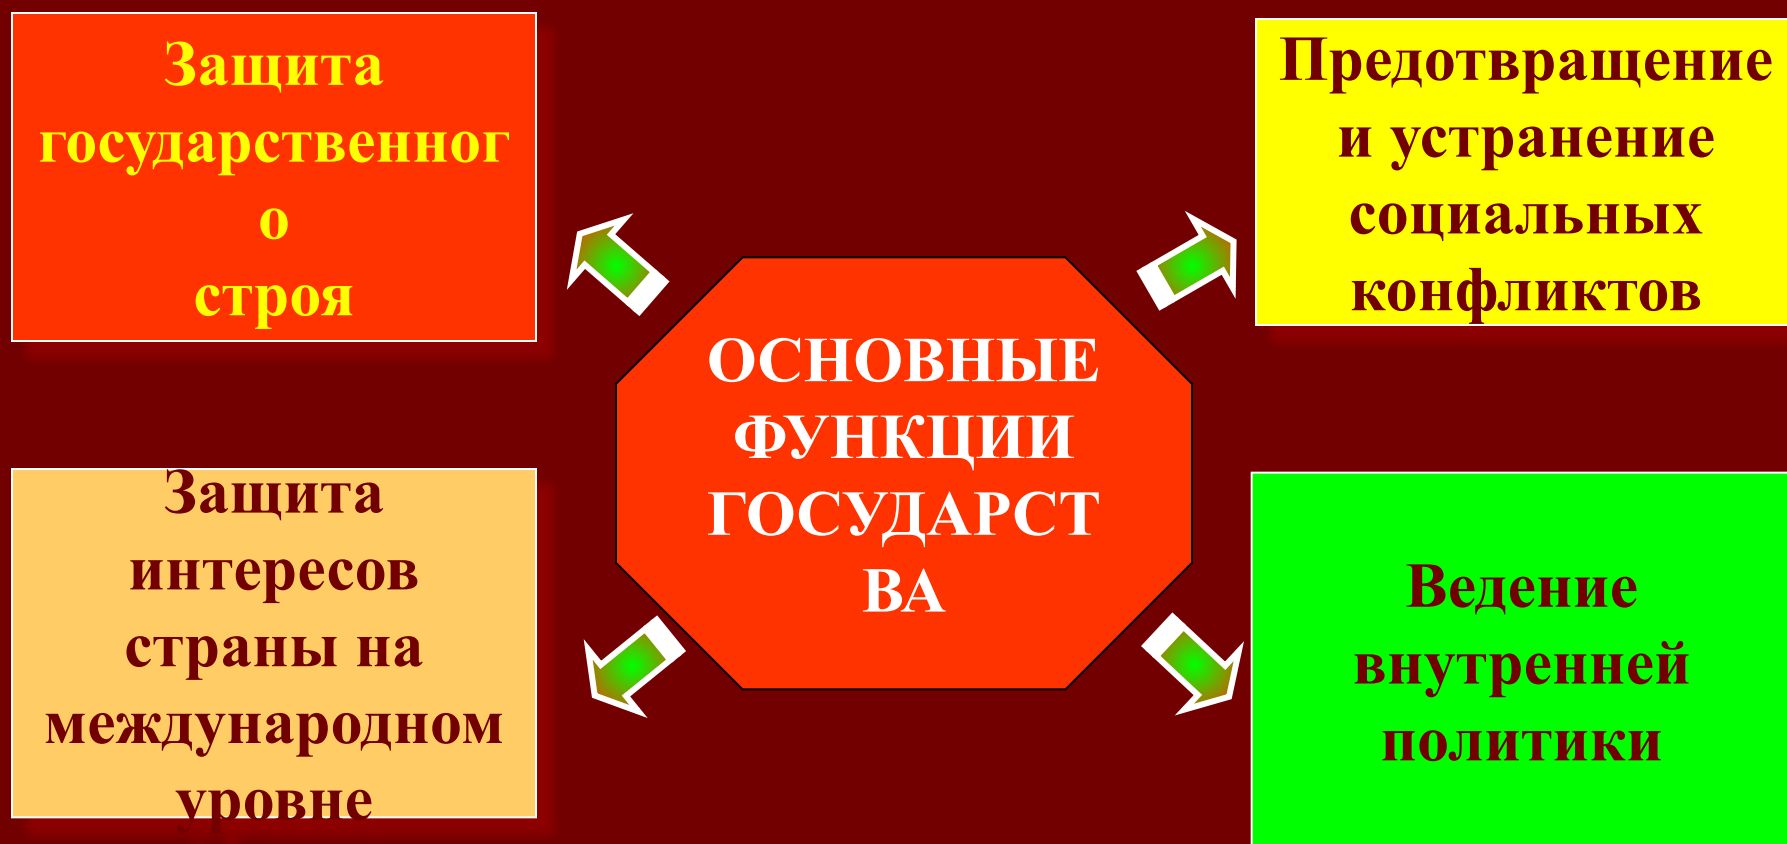 Защита
государственног
о
строя
Предотвращение
и устранение
социальных
конфликтов
ОСНОВНЫЕ
ФУНКЦИИ
ГОСУДАРСТ
ВА
Защита
интересов
страны на
международном
уровне
Ведение
внутренней
политики